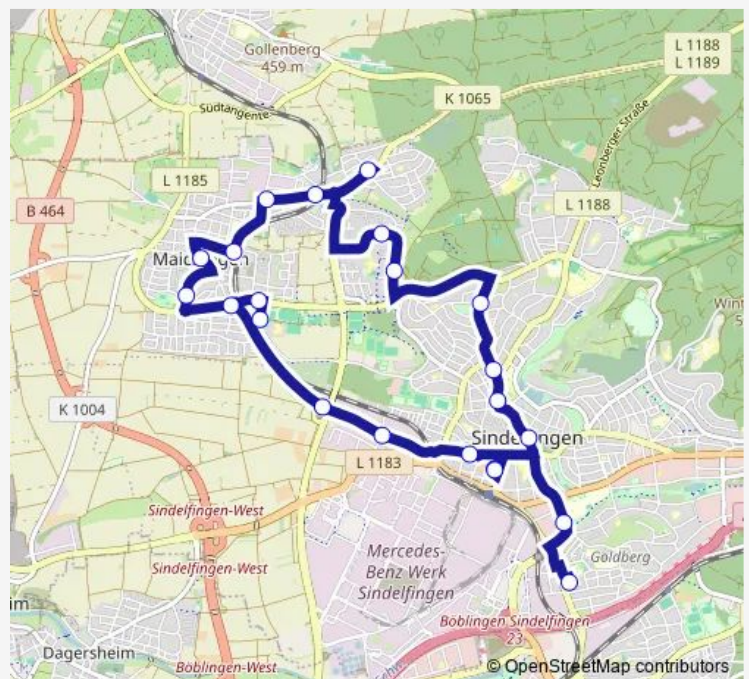 Gollenberg
459 m
L 1188
L 1189
K 1065
Südtangente
Leonberger Straße
L 1185
L 1188
B 464
K 1004
Sindelfingen
L 1183
Sindelfingen-West
Sindelfingen-West
Mercedes-
Benz Werk
Sindelfingen
Goldberg
Böblingen Sindelfingen
23
Dagersheim
Böblingen-West
© OpenStreetMap contributors